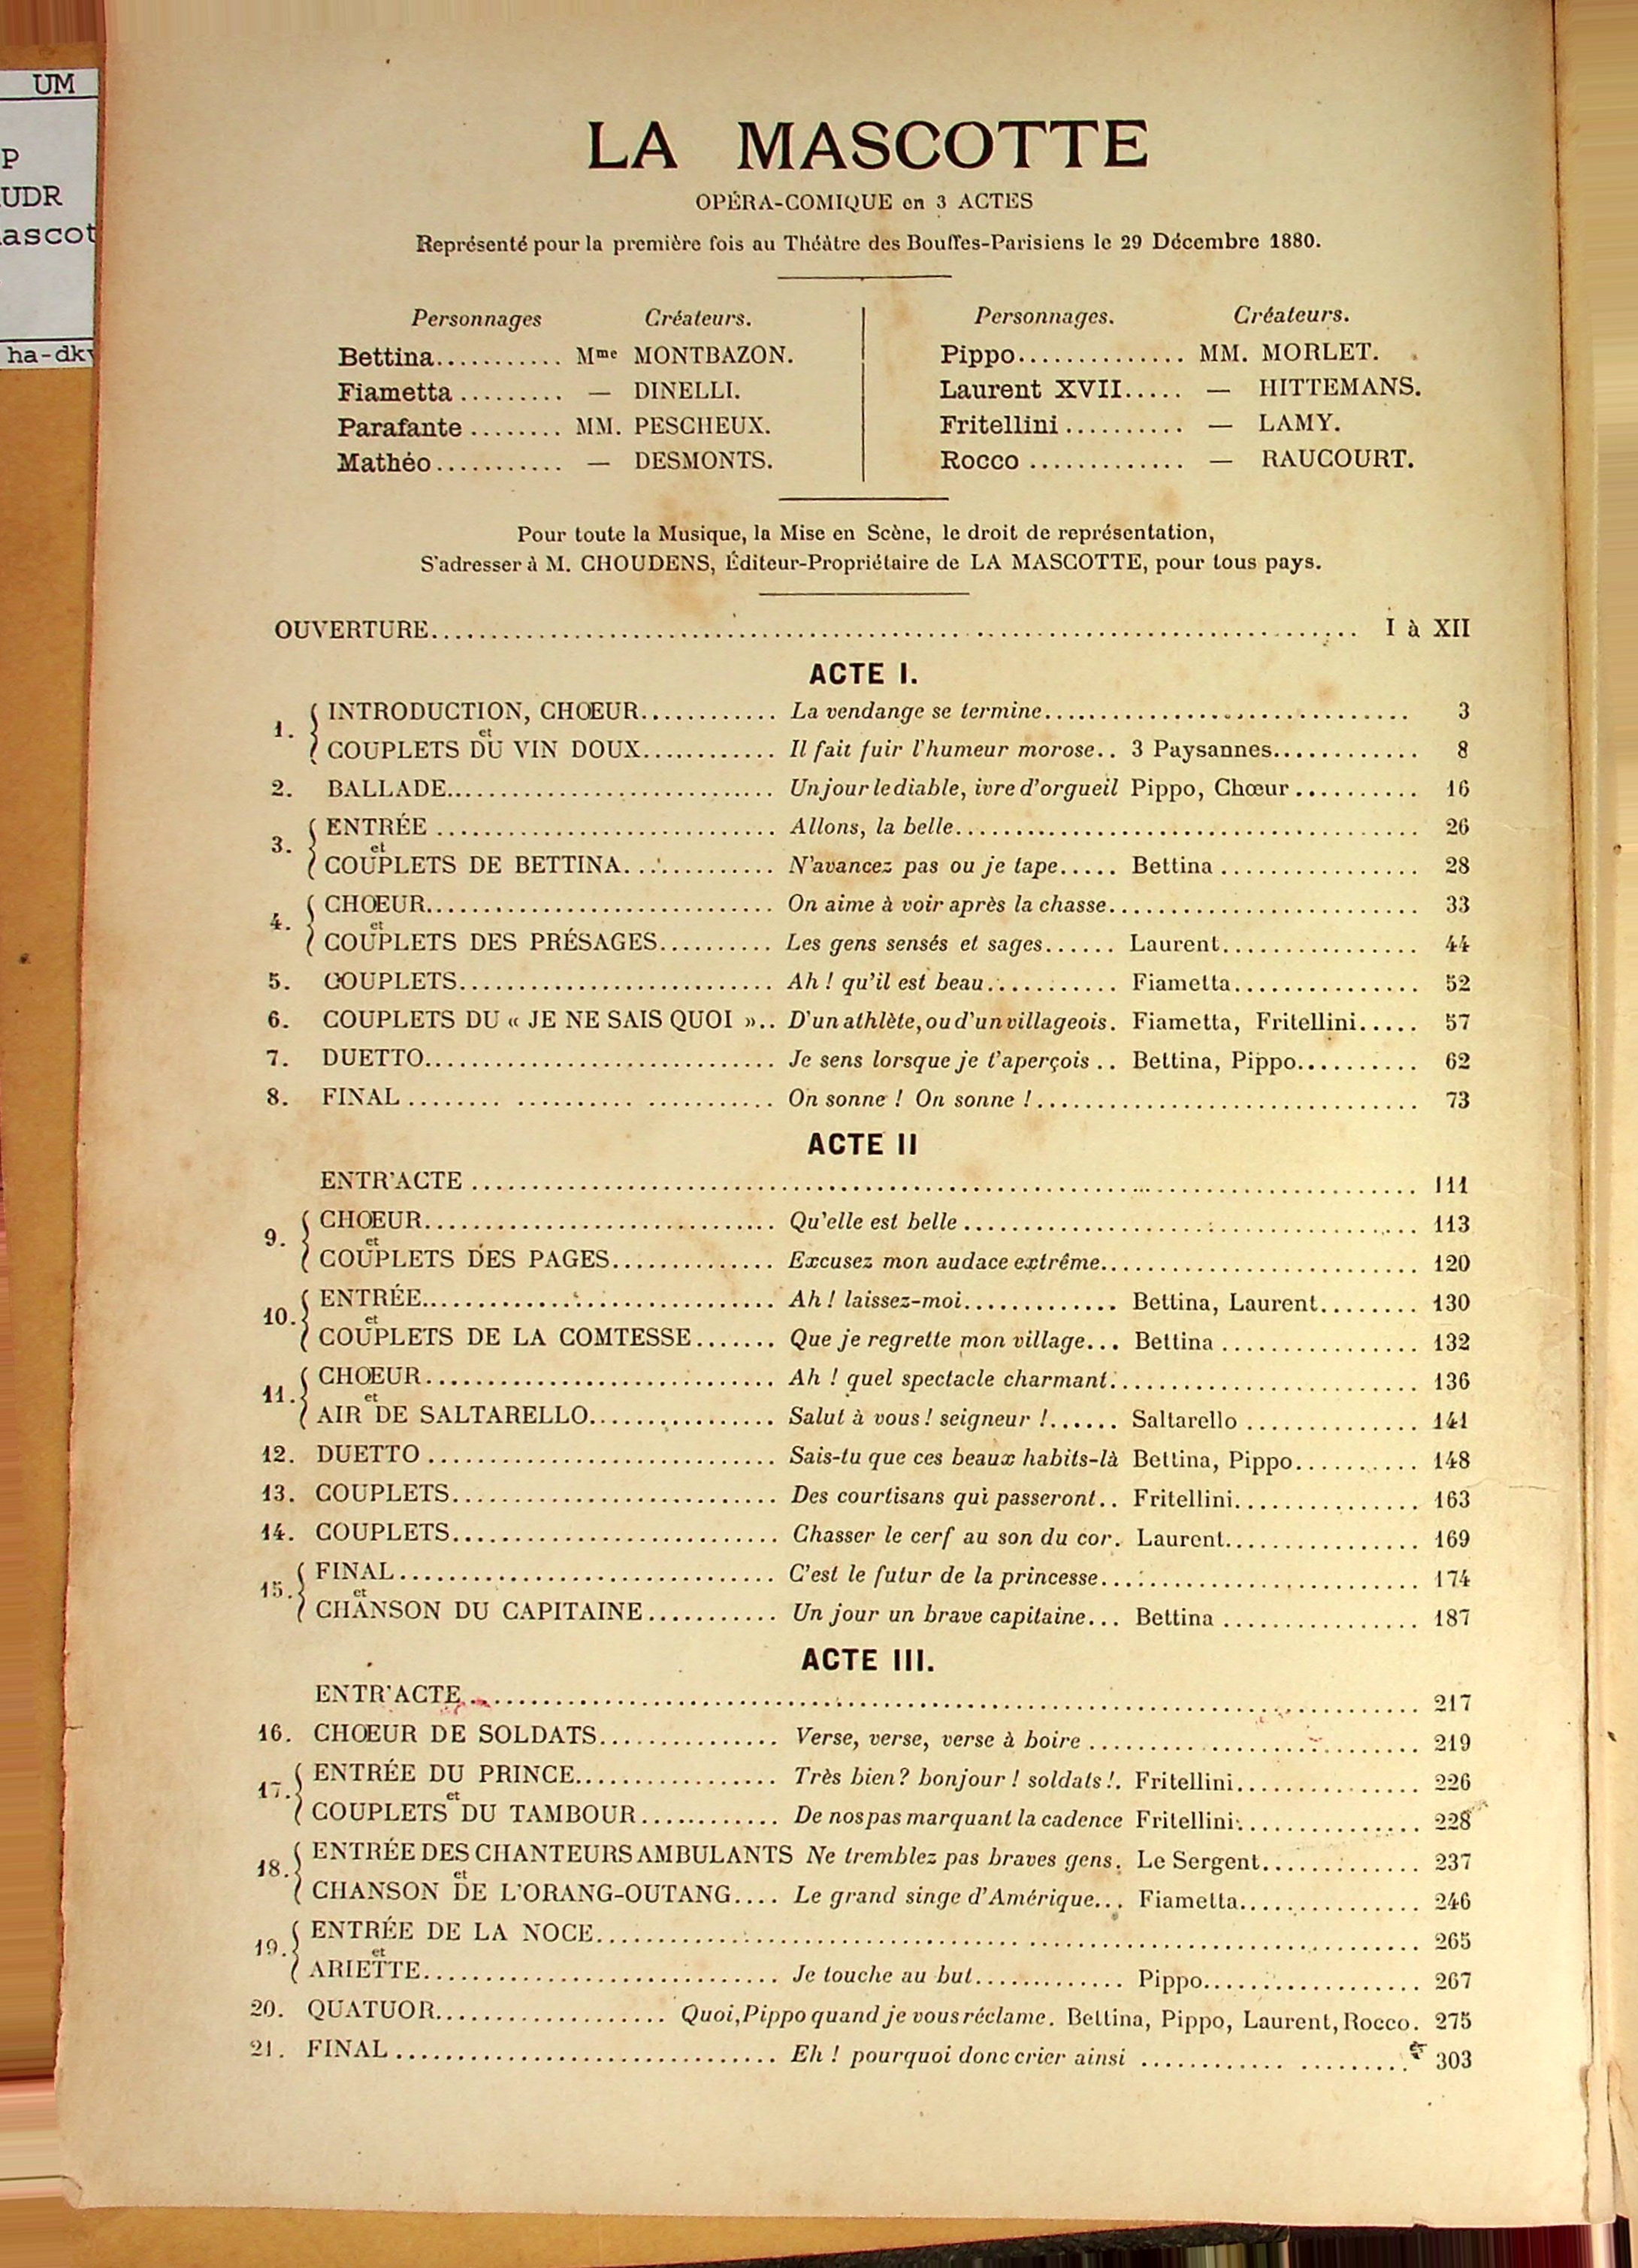 UM
P
UDR
ascot
ha-dk
LA MASCOTTE
OPÉRA-COMIQUE en 3 ACTES
Représenté pour la première fois au Théâtre des Bouffes-Parisiens le 29 Décembre 1880.
Personnages Créateurs.
Bettina........... Mme MONTBAZON.
Fiametta ......... — DINELLI.
Parafante ........ MM. PESCHEUX.
Mathéo........... — DESMONTS.
Personnages. Créateurs.
Pippo.............. MM. MORLET.
Laurent XVII..... — HITTEMANS.
Fritellini .......... — LAMY.
Rocco ............. — RAUCOURT.
Pour toute la Musique, la Mise en Scène, le droit de représentation,
S'adresser à M. CHOUDENS, Éditeur-Propriétaire de LA MASCOTTE, pour tous pays.
OUVERTURE.......... I à XII
ACTE I.
1. INTRODUCTION, CHŒUR............ La vendange se termine.......... 3
et
COUPLETS DU VIN DOUX............ Il fait fuir l'humeur morose.. 3 Paysannes............ 8
2. BALLADE.......... Un jour le diable, ivre d'orgueil Pippo, Chœur .......... 16
3. ENTRÉE .......... Allons, la belle.......... 26
et
COUPLETS DE BETTINA............ N'avancez pas ou je tape..... Bettina .......... 28
4. CHŒUR.......... On aime à voir après la chasse.......... 33
et
COUPLETS DES PRÉSAGES.......... Les gens sensés et sages...... Laurent.......... 44
5. COUPLETS.......... Ah ! qu'il est beau.......... Fiametta.......... 52
6. COUPLETS DU « JE NE SAIS QUOI ».. D'un athlète, ou d'un villageois. Fiametta, Fritellini..... 57
7. DUETTO.......... Je sens lorsque je t'aperçois .. Bettina, Pippo.......... 62
8. FINAL .......... On sonne ! On sonne !.......... 73
ACTE II
ENTR'ACTE .......... 111
9. CHŒUR.......... Qu'elle est belle .......... 113
et
COUPLETS DES PAGES.......... Excusez mon audace extrême.......... 120
10. ENTRÉE.......... Ah ! laissez-moi.......... Bettina, Laurent........ 130
et
COUPLETS DE LA COMTESSE....... Que je regrette mon village... Bettina .......... 132
11. CHŒUR.......... Ah ! quel spectacle charmant.......... 136
et
AIR DE SALTARELLO.......... Salut à vous ! seigneur !...... Saltarello .......... 141
12. DUETTO .......... Sais-tu que ces beaux habits-là Bettina, Pippo.......... 148
13. COUPLETS.......... Des courtisans qui passeront.. Fritellini.......... 163
14. COUPLETS.......... Chasser le cerf au son du cor. Laurent.......... 169
15. FINAL.......... C'est le futur de la princesse.......... 174
et
CHANSON DU CAPITAINE.......... Un jour un brave capitaine... Bettina .......... 187
ACTE III.
ENTR'ACTE.......... 217
16. CHŒUR DE SOLDATS.......... Verse, verse, verse à boire .......... 219
17. ENTRÉE DU PRINCE.......... Très bien? bonjour ! soldats !. Fritellini.......... 226
et
COUPLETS DU TAMBOUR.......... De nos pas marquant la cadence Fritellini.......... 228
18. ENTRÉE DES CHANTEURS AMBULANTS Ne tremblez pas braves gens. Le Sergent.......... 237
et
CHANSON DE L'ORANG-OUTANG.... Le grand singe d'Amérique... Fiametta.......... 246
19. ENTRÉE DE LA NOCE.......... 265
et
ARIETTE.......... Je touche au but.......... Pippo.......... 267
20. QUATUOR.......... Quoi, Pippo quand je vous réclame. Bettina, Pippo, Laurent, Rocco. 275
21. FINAL .......... Eh ! pourquoi donc crier ainsi .......... 303